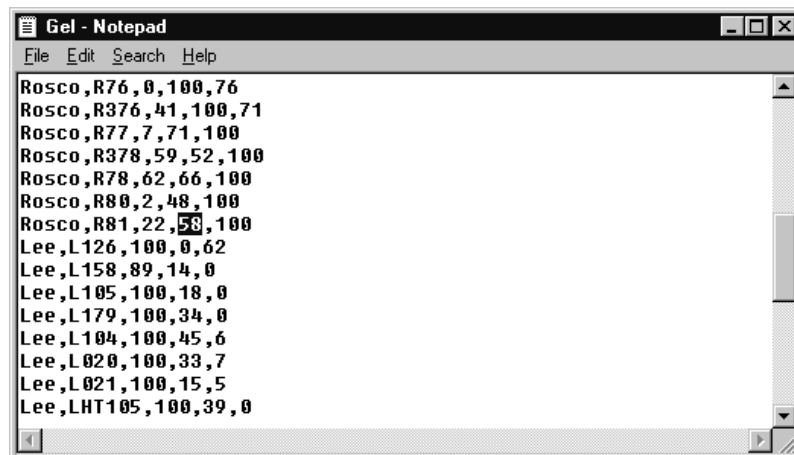 Gel - Notepad
File Edit Search Help
Rosco,R76,0,100,76
Rosco,R376,41,100,71
Rosco,R77,7,71,100
Rosco,R378,59,52,100
Rosco,R78,62,66,100
Rosco,R80,2,48,100
Rosco,R81,22,58,100
Lee,L126,100,0,62
Lee,L158,89,14,0
Lee,L105,100,18,0
Lee,L179,100,34,0
Lee,L104,100,45,6
Lee,L020,100,33,7
Lee,L021,100,15,5
Lee,LHT105,100,39,0